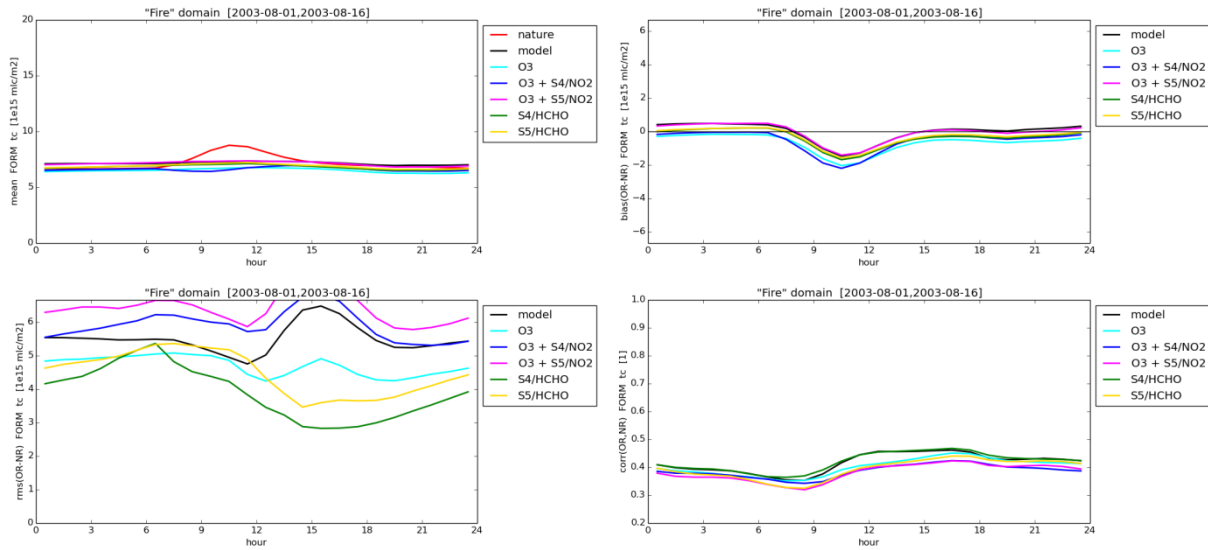 "Fire" domain [2003-08-01,2003-08-16]
20
15
10
5
0
mean FORM tc [1e15 mlc/m2]
0 3 6 9 12 15 18 21 24
hour
nature
model
O3
O3 + S4/NO2
O3 + S5/NO2
S4/HCHO
S5/HCHO
"Fire" domain [2003-08-01,2003-08-16]
6
4
2
0
−2
−4
−6
bias(OR-NR) FORM tc [1e15 mlc/m2]
0 3 6 9 12 15 18 21 24
hour
model
O3
O3 + S4/NO2
O3 + S5/NO2
S4/HCHO
S5/HCHO
"Fire" domain [2003-08-01,2003-08-16]
6
5
4
3
2
1
0
rms(OR-NR) FORM tc [1e15 mlc/m2]
0 3 6 9 12 15 18 21 24
hour
model
O3
O3 + S4/NO2
O3 + S5/NO2
S4/HCHO
S5/HCHO
"Fire" domain [2003-08-01,2003-08-16]
1.0
0.9
0.8
0.7
0.6
0.5
0.4
0.3
0.2
corr(OR,NR) FORM tc [1]
0 3 6 9 12 15 18 21 24
hour
model
O3
O3 + S4/NO2
O3 + S5/NO2
S4/HCHO
S5/HCHO